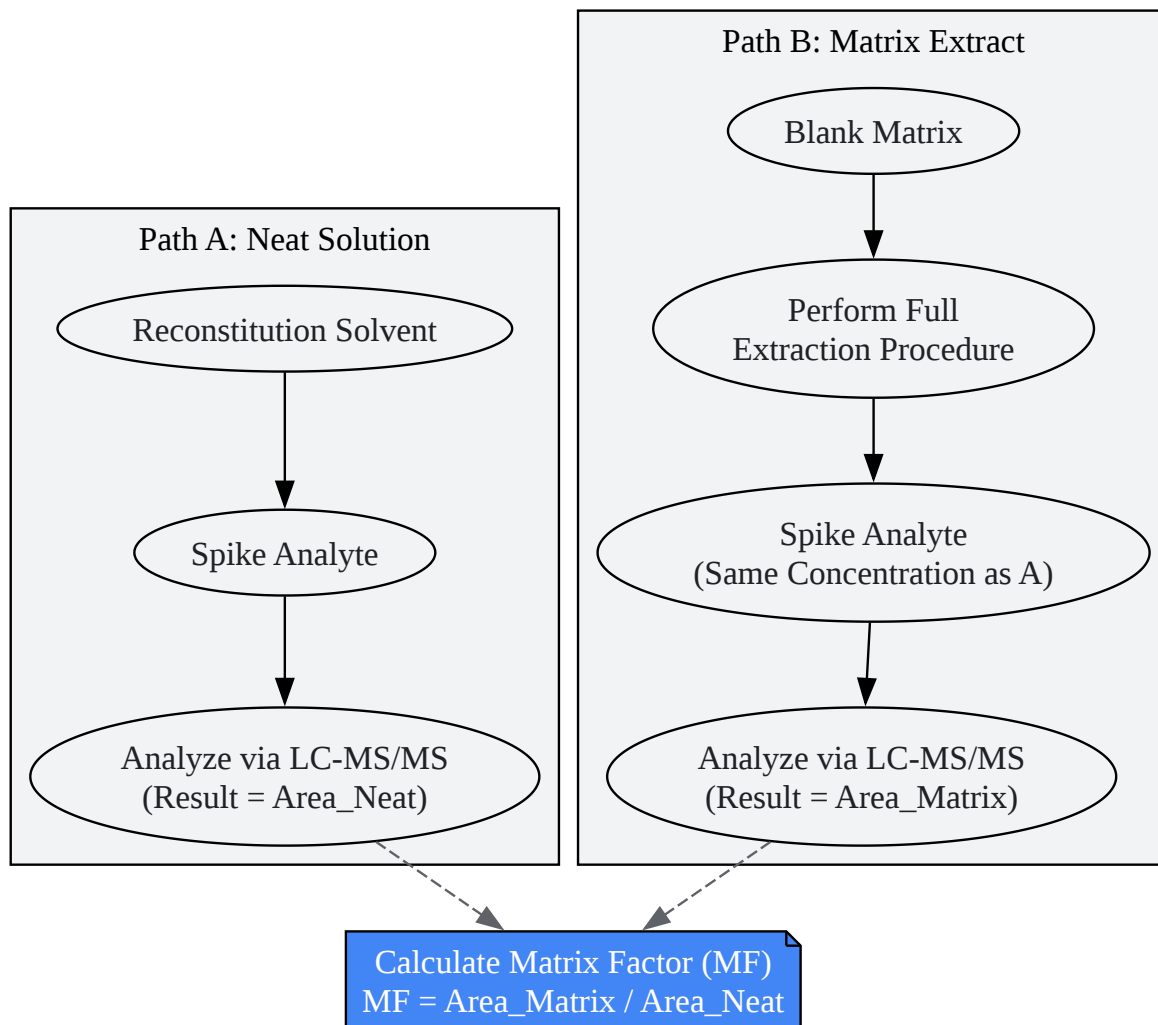 Path A: Neat Solution
Reconstitution Solvent
Spike Analyte
Analyze via LC-MS/MS
(Result = Area_Neat)
Path B: Matrix Extract
Blank Matrix
Perform Full
Extraction Procedure
Spike Analyte
(Same Concentration as A)
Analyze via LC-MS/MS
(Result = Area_Matrix)
Calculate Matrix Factor (MF)
MF = Area_Matrix / Area_Neat